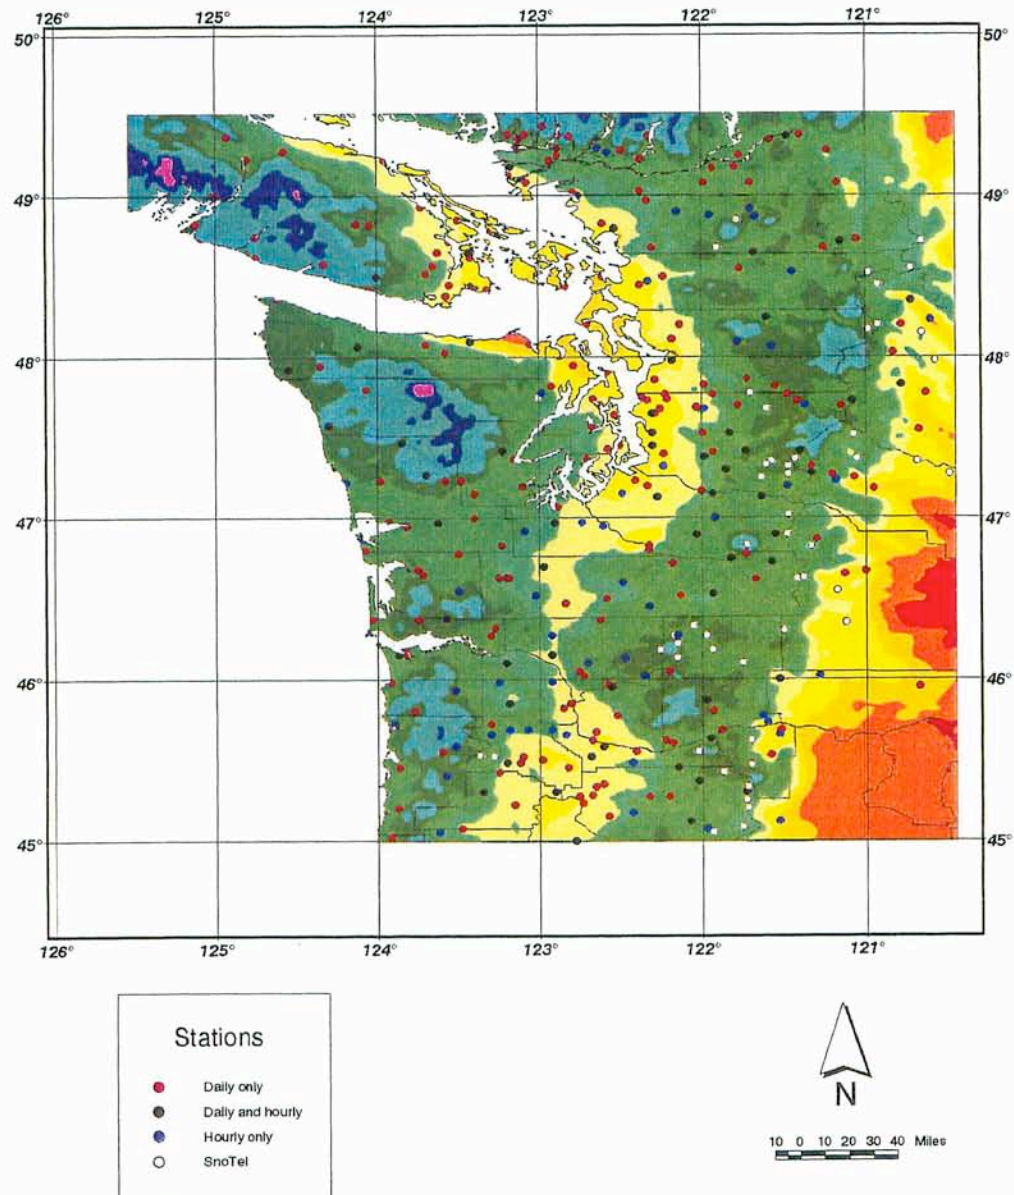 126° 125° 124° 123° 122° 121°
50° 50°
49° 49°
48° 48°
47° 47°
46° 46°
45° 45°
126° 125° 124° 123° 122° 121°
Stations
Daily only
Daily and hourly
Hourly only
SnoTel
N
10 0 10 20 30 40 Miles